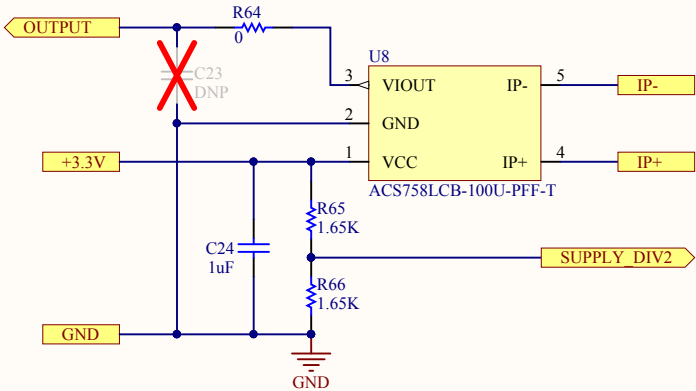 OUTPUT
R64
0
C23
DNP
U8
3
VIOUT
IP-
5
IP-
2
GND
+3.3V
1
VCC
IP+
4
IP+
ACS758LCB-100U-PFF-T
R65
1.65K
C24
1uF
SUPPLY_DIV2
R66
1.65K
GND
GND